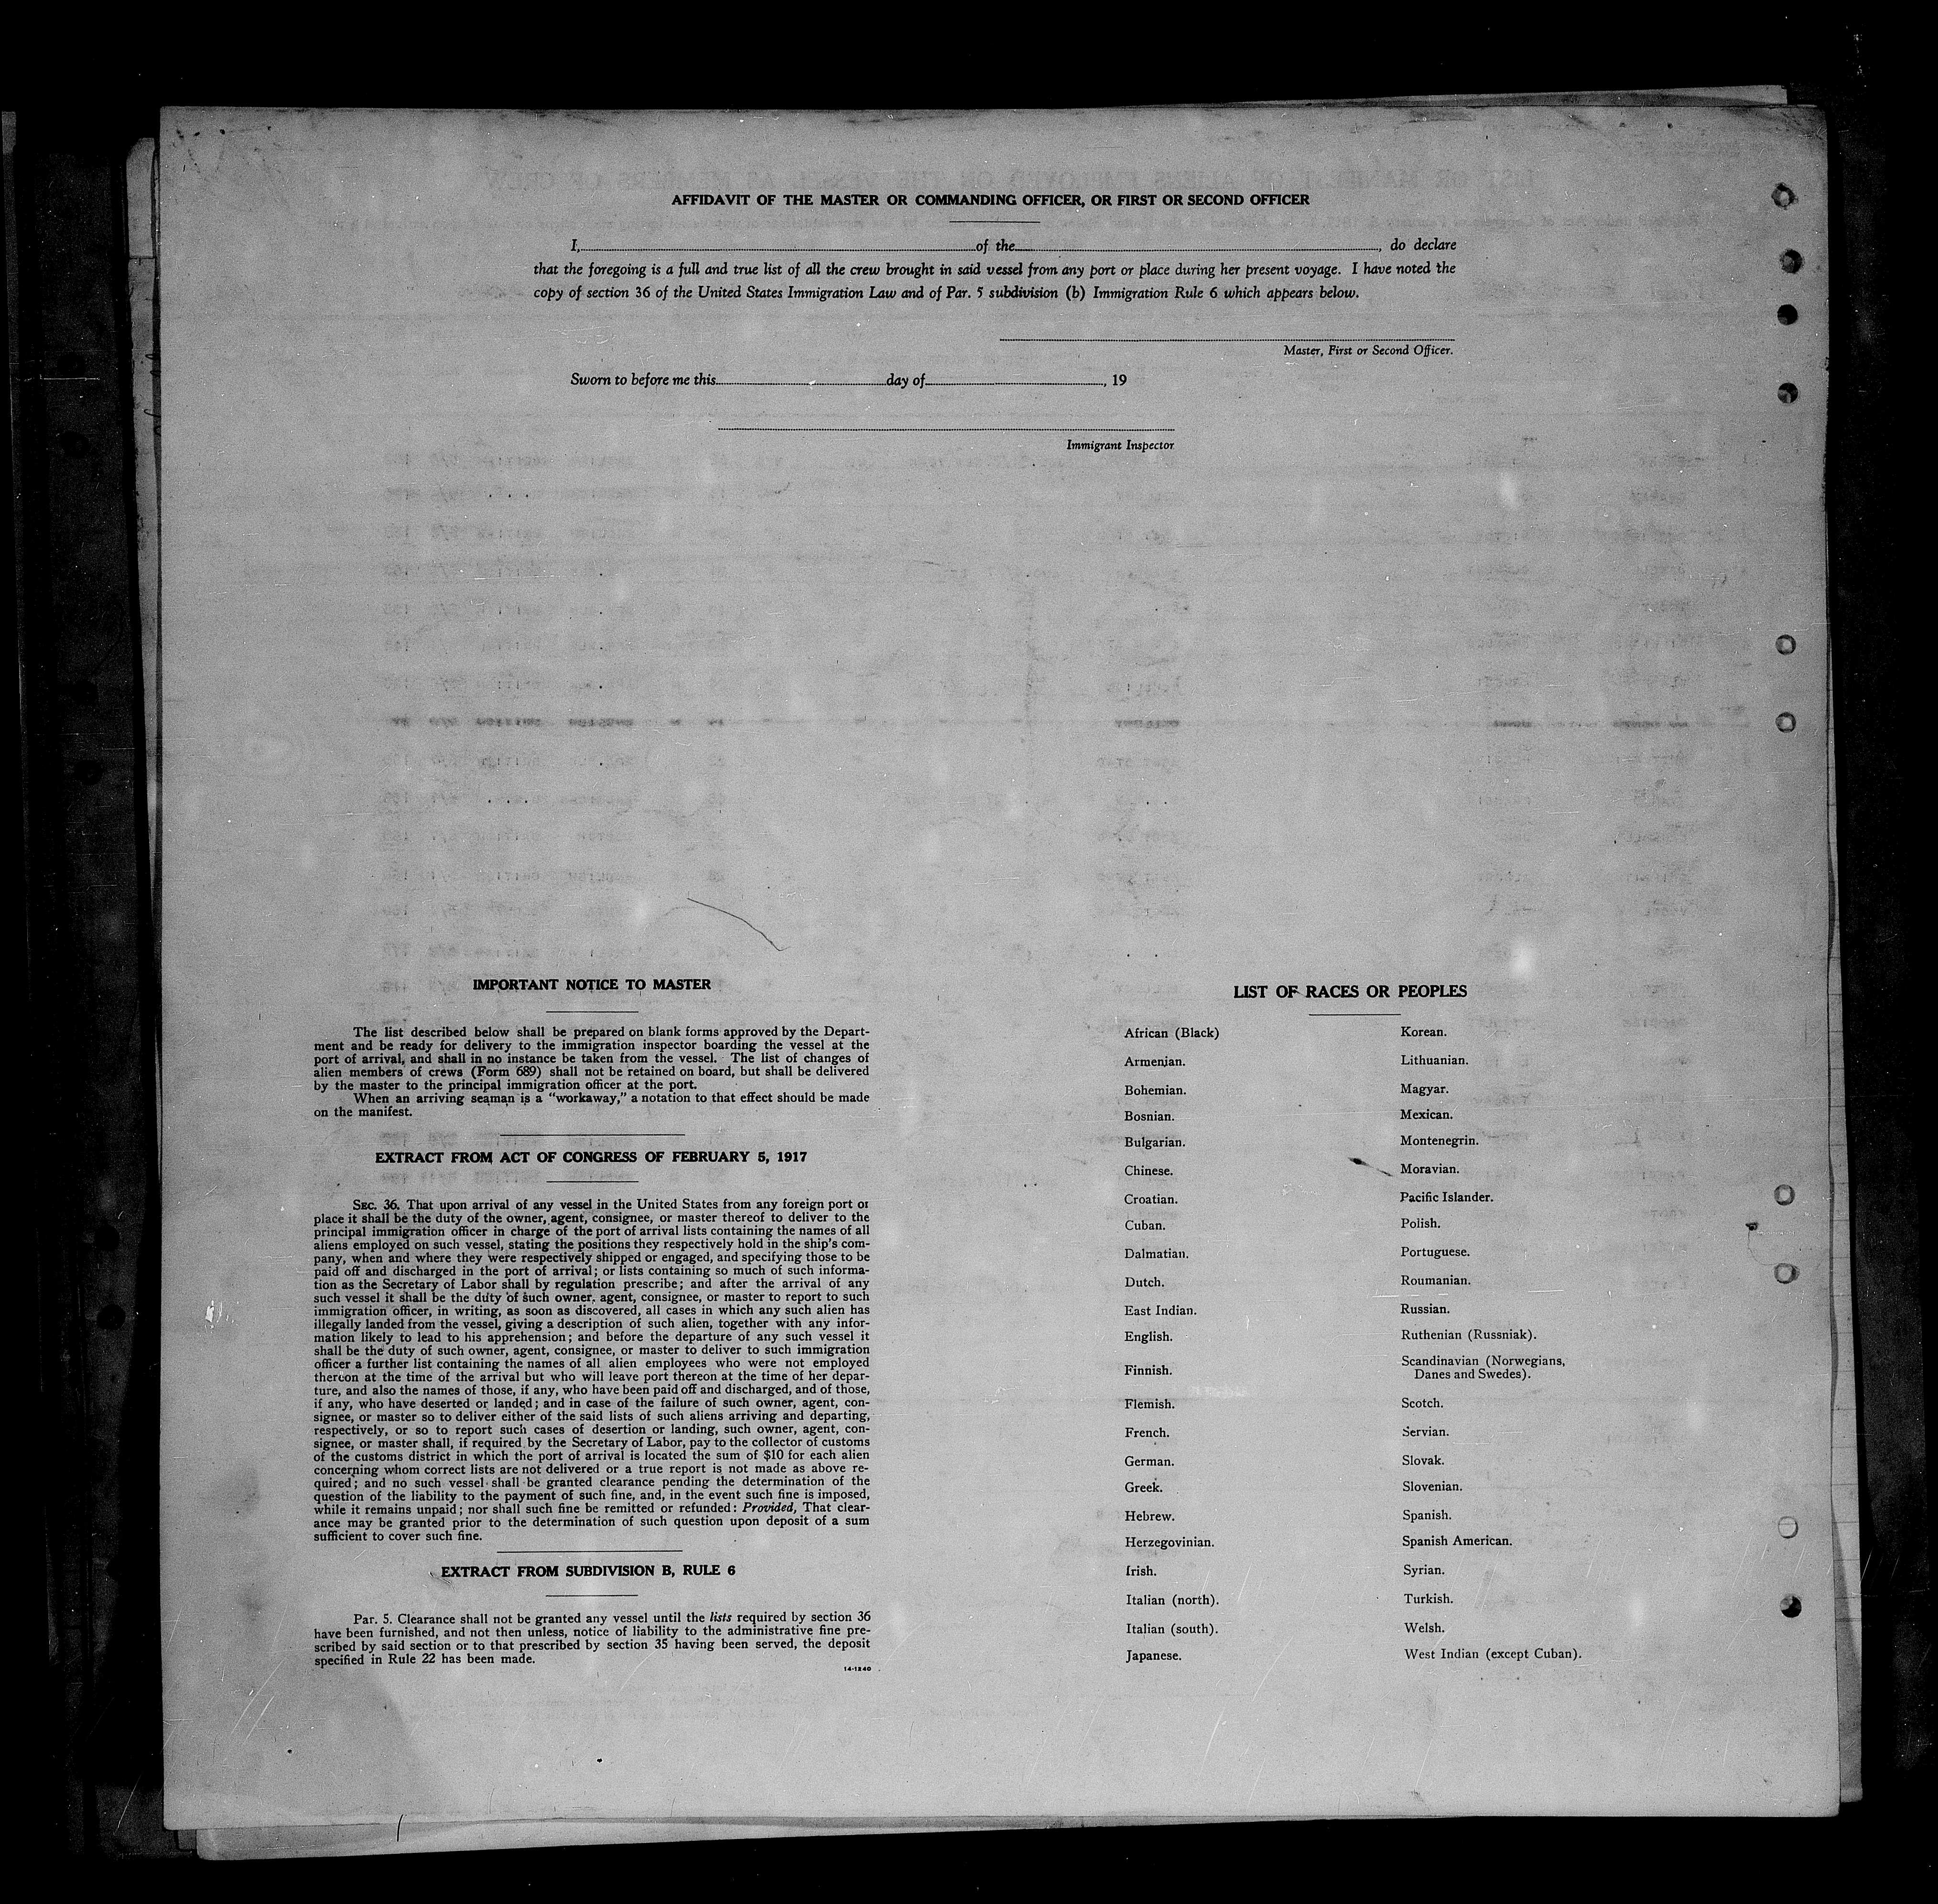 AFFIDAVIT OF THE MASTER OR COMMANDING OFFICER, OR FIRST OR SECOND OFFICER
I, of the , do declare
that the foregoing is a full and true list of all the crew brought in said vessel from any port or place during her present voyage. I have noted the
copy of section 36 of the United States Immigration Law and of Par. 5 subdivision (b) Immigration Rule 6 which appears below.
Master, First or Second Officer.
Sworn to before me this day of , 19
Immigrant Inspector
IMPORTANT NOTICE TO MASTER
The list described below shall be prepared on blank forms approved by the Depart-
ment and be ready for delivery to the immigration inspector boarding the vessel at the
port of arrival, and shall in no instance be taken from the vessel. The list of changes of
alien members of crews (Form 689) shall not be retained on board, but shall be delivered
by the master to the principal immigration officer at the port.
When an arriving seaman is a "workaway," a notation to that effect should be made
on the manifest.
EXTRACT FROM ACT OF CONGRESS OF FEBRUARY 5, 1917
SEC. 36. That upon arrival of any vessel in the United States from any foreign port or
place it shall be the duty of the owner, agent, consignee, or master thereof to deliver to the
principal immigration officer in charge of the port of arrival lists containing the names of all
aliens employed on such vessel, stating the positions they respectively hold in the ship's com-
pany, when and where they were respectively shipped or engaged, and specifying those to be
paid off and discharged in the port of arrival; or lists containing so much of such informa-
tion as the Secretary of Labor shall by regulation prescribe; and after the arrival of any
such vessel it shall be the duty of such owner, agent, consignee, or master to report to such
immigration officer, in writing, as soon as discovered, all cases in which any such alien has
illegally landed from the vessel, giving a description of such alien, together with any infor-
mation likely to lead to his apprehension; and before the departure of any such vessel it
shall be the duty of such owner, agent, consignee, or master to deliver to such immigration
officer a further list containing the names of all alien employees who were not employed
thereon at the time of the arrival but who will leave port thereon at the time of her depar-
ture, and also the names of those, if any, who have been paid off and discharged, and of those,
if any, who have deserted or landed; and in case of the failure of such owner, agent, con-
signee, or master so to deliver either of the said lists of such aliens arriving and departing,
respectively, or so to report such cases of desertion or landing, such owner, agent, con-
signee, or master shall, if required by the Secretary of Labor, pay to the collector of customs
of the customs district in which the port of arrival is located the sum of $10 for each alien
concerning whom correct lists are not delivered or a true report is not made as above re-
quired; and no such vessel shall be granted clearance pending the determination of the
question of the liability to the payment of such fine, and, in the event such fine is imposed,
while it remains unpaid; nor shall such fine be remitted or refunded: Provided, That clear-
ance may be granted prior to the determination of such question upon deposit of a sum
sufficient to cover such fine.
EXTRACT FROM SUBDIVISION B, RULE 6
Par. 5. Clearance shall not be granted any vessel until the lists required by section 36
have been furnished, and not then unless, notice of liability to the administrative fine pre-
scribed by said section or to that prescribed by section 35 having been served, the deposit
specified in Rule 22 has been made.
14-1240
LIST OF RACES OR PEOPLES
African (Black)
Armenian.
Bohemian.
Bosnian.
Bulgarian.
Chinese.
Croatian.
Cuban.
Dalmatian.
Dutch.
East Indian.
English.
Finnish.
Flemish.
French.
German.
Greek.
Hebrew.
Herzegovinian.
Irish.
Italian (north).
Italian (south).
Japanese.
Korean.
Lithuanian.
Magyar.
Mexican.
Montenegrin.
Moravian.
Pacific Islander.
Polish.
Portuguese.
Roumanian.
Russian.
Ruthenian (Russniak).
Scandinavian (Norwegians,
Danes and Swedes).
Scotch.
Servian.
Slovak.
Slovenian.
Spanish.
Spanish American.
Syrian.
Turkish.
Welsh.
West Indian (except Cuban).